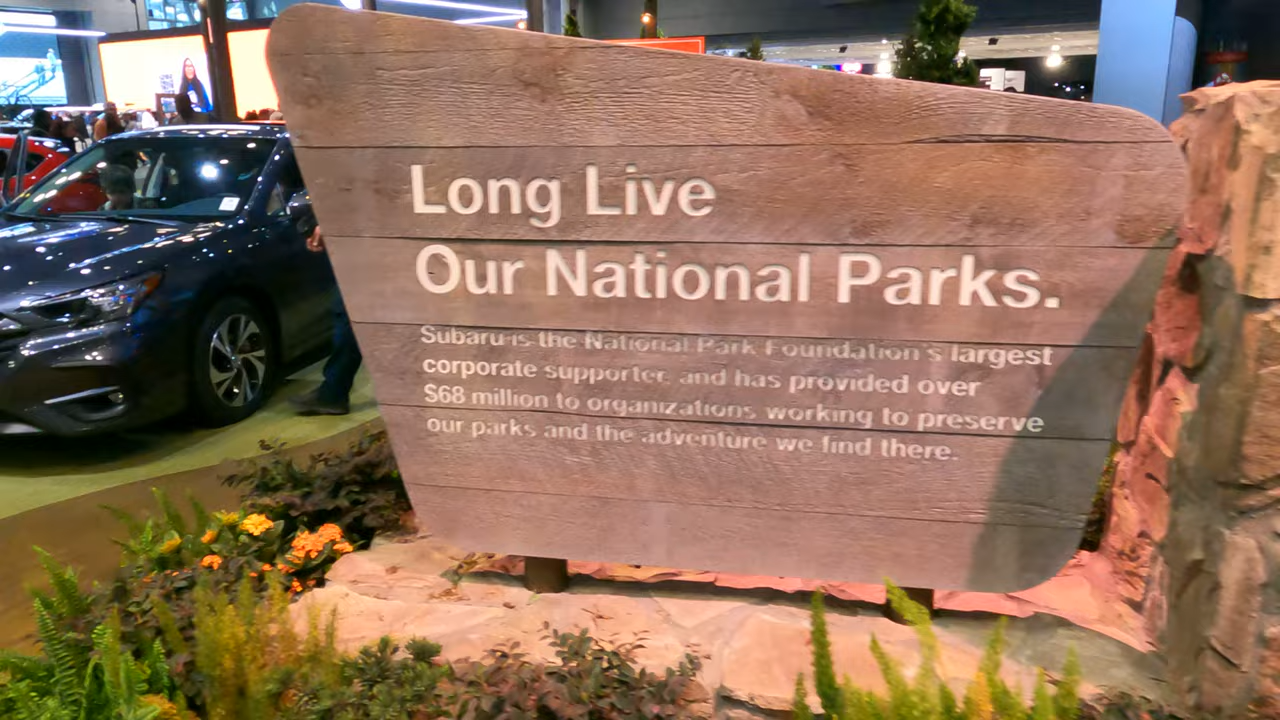 Long Live
Our National Parks.
Subaru is the National Park Foundation's largest
corporate supporter and has provided over
$68 million to organizations working to preserve
our parks and the adventure we find there.